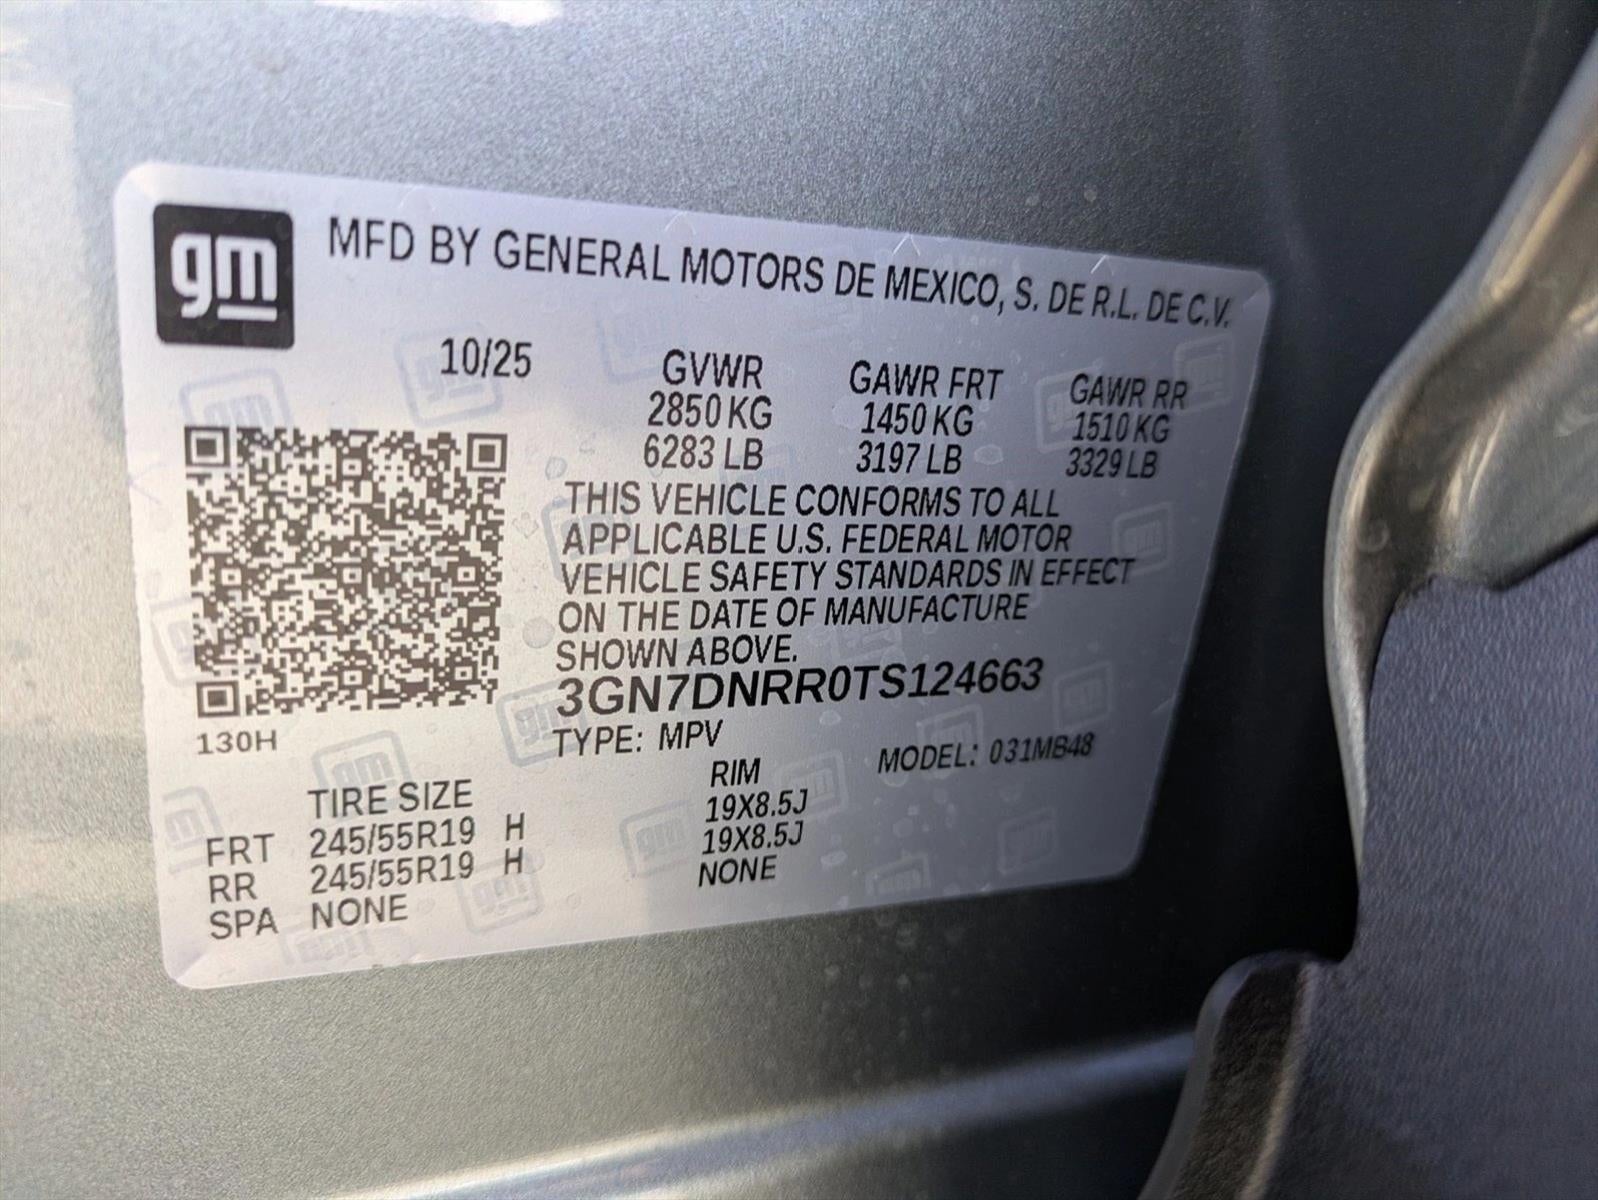 gm
MFD BY GENERAL MOTORS DE MEXICO, S. DE R.L. DE C.V.
10/25 GVWR GAWR FRT GAWR RR
2850 KG 1450 KG 1510 KG
6283 LB 3197 LB 3329 LB
THIS VEHICLE CONFORMS TO ALL
APPLICABLE U.S. FEDERAL MOTOR
VEHICLE SAFETY STANDARDS IN EFFECT
ON THE DATE OF MANUFACTURE
SHOWN ABOVE.
3GN7DNRR0TS124663
130H TYPE: MPV MODEL: 031MB48
TIRE SIZE RIM
FRT 245/55R19 H 19X8.5J
RR 245/55R19 H 19X8.5J
SPA NONE NONE